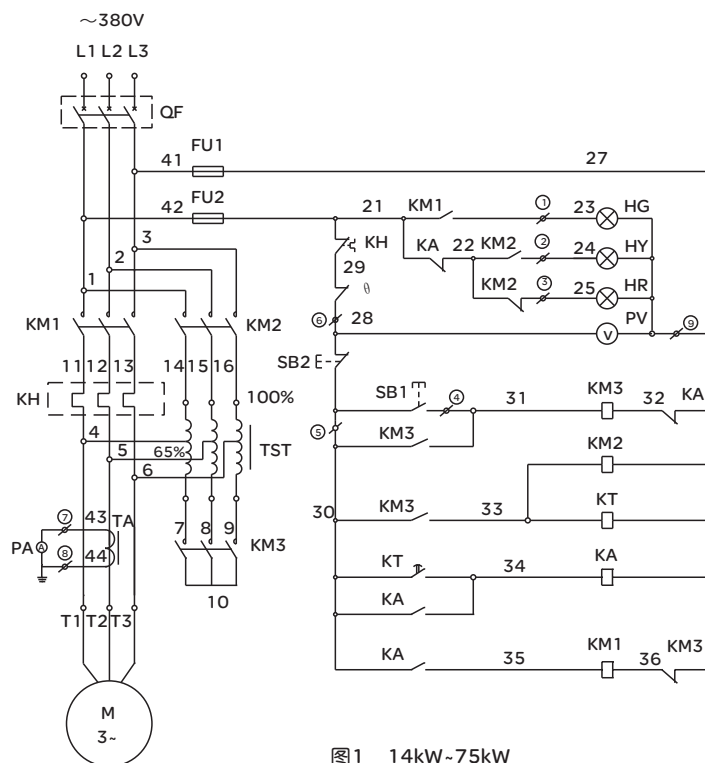 ～380V
L1 L2 L3
QF
41 FU1 27
42 FU2 21 KM1 ① 23 HG
3 KH KA 22 KM2 ② 24 HY
2 29 KM2 ③ 25 HR
1 θ
⑥ 28 V PV ⑨
KM1 KM2 SB2
11 12 13 14 15 16
KH 100% SB1 ④ 31 KM3 32 KA
4 65% TST ⑤ KM3
5 KM2
6
30 KM3 33 KT
⑦ 43 TA 7 8 9 KM3
PA A
⑧ 44 KT 34 KA
10 KA
T1 T2 T3
KA 35 KM1 36 KM3
M
3~
图1 14kW~75kW